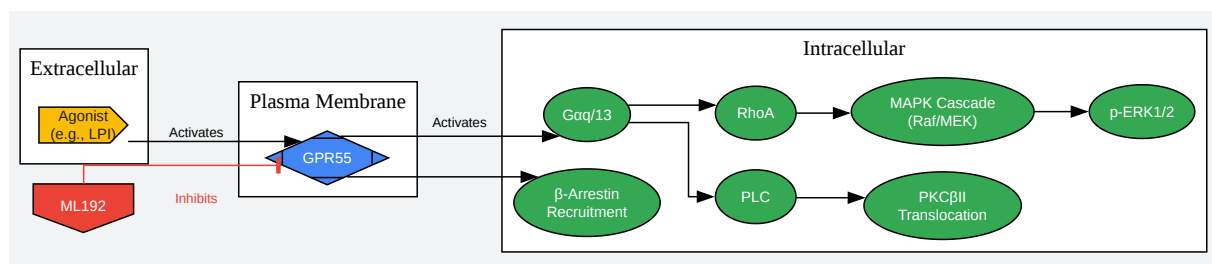 Extracellular
Agonist
(e.g., LPI)
ML192
Activates
Inhibits
Plasma Membrane
GPR55
Activates
Intracellular
Gαq/13
RhoA
MAPK Cascade
(Raf/MEK)
p-ERK1/2
β-Arrestin
Recruitment
PLC
PKCβII
Translocation